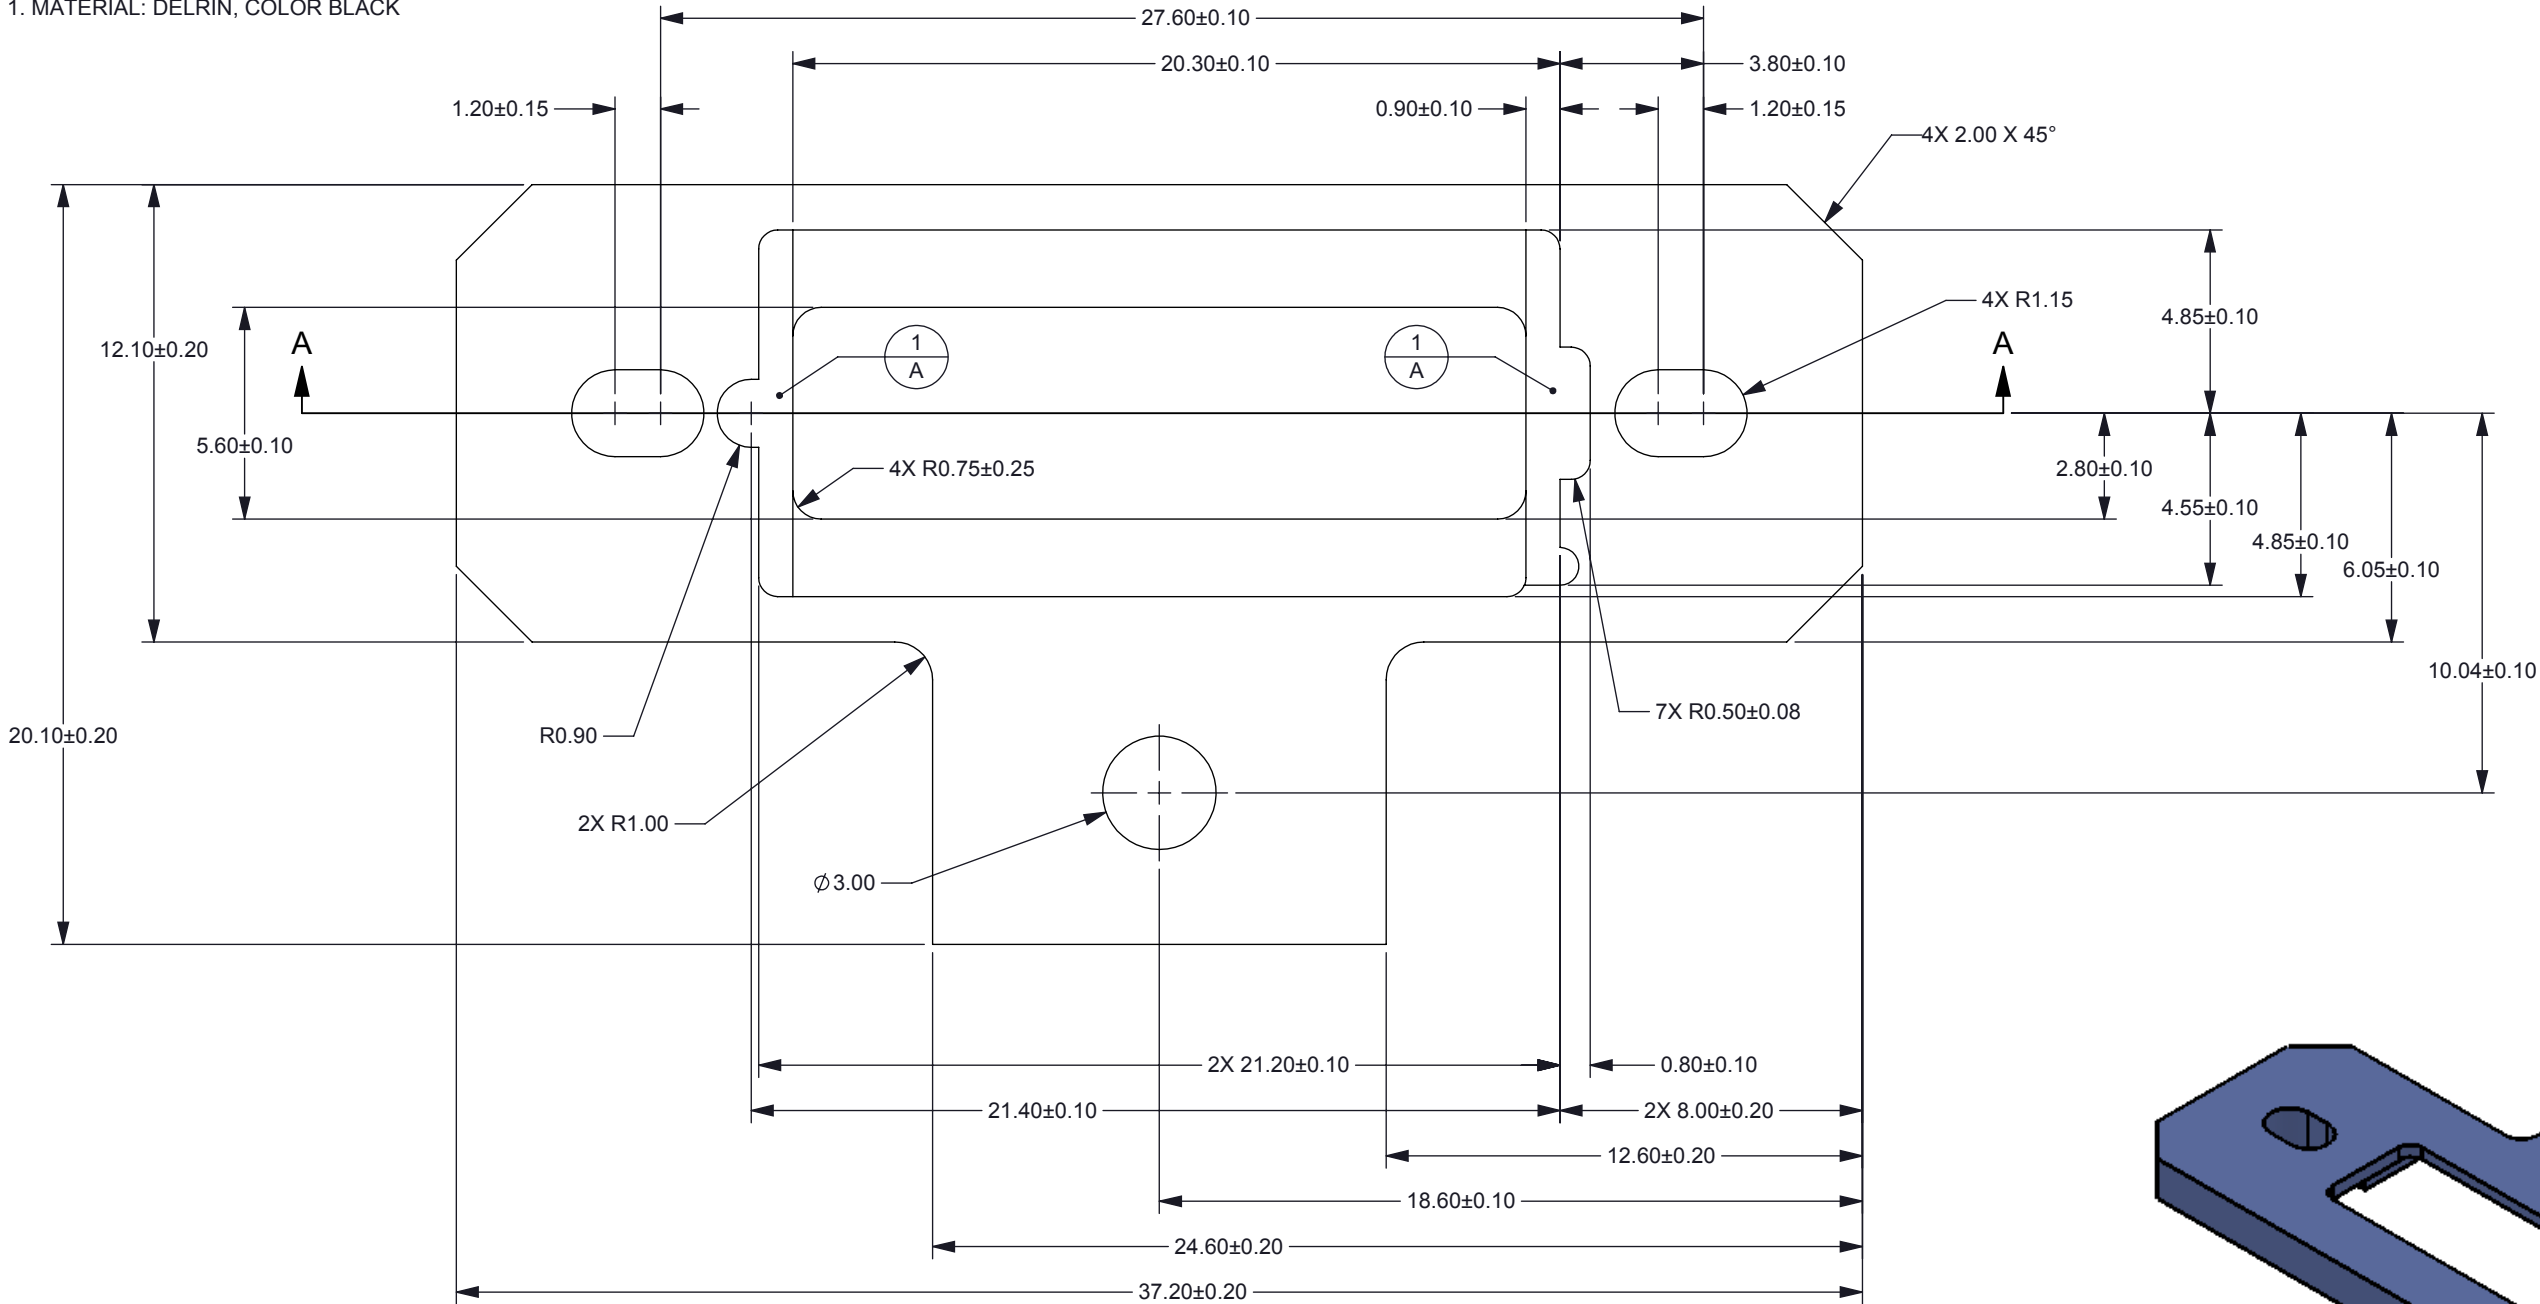 1. MATERIAL: DELRIN, COLOR BLACK
27.60±0.10
20.30±0.10
3.80±0.10
1.20±0.15
0.90±0.10
1.20±0.15
4X 2.00 X 45°
4X R1.15
4.85±0.10
12.10±0.20
A
1
A
1
A
A
5.60±0.10
4X R0.75±0.25
2.80±0.10
4.55±0.10
4.85±0.10
6.05±0.10
10.04±0.10
20.10±0.20
R0.90
7X R0.50±0.08
2X R1.00
Ø3.00
2X 21.20±0.10
0.80±0.10
21.40±0.10
2X 8.00±0.20
12.60±0.20
18.60±0.10
24.60±0.20
37.20±0.20